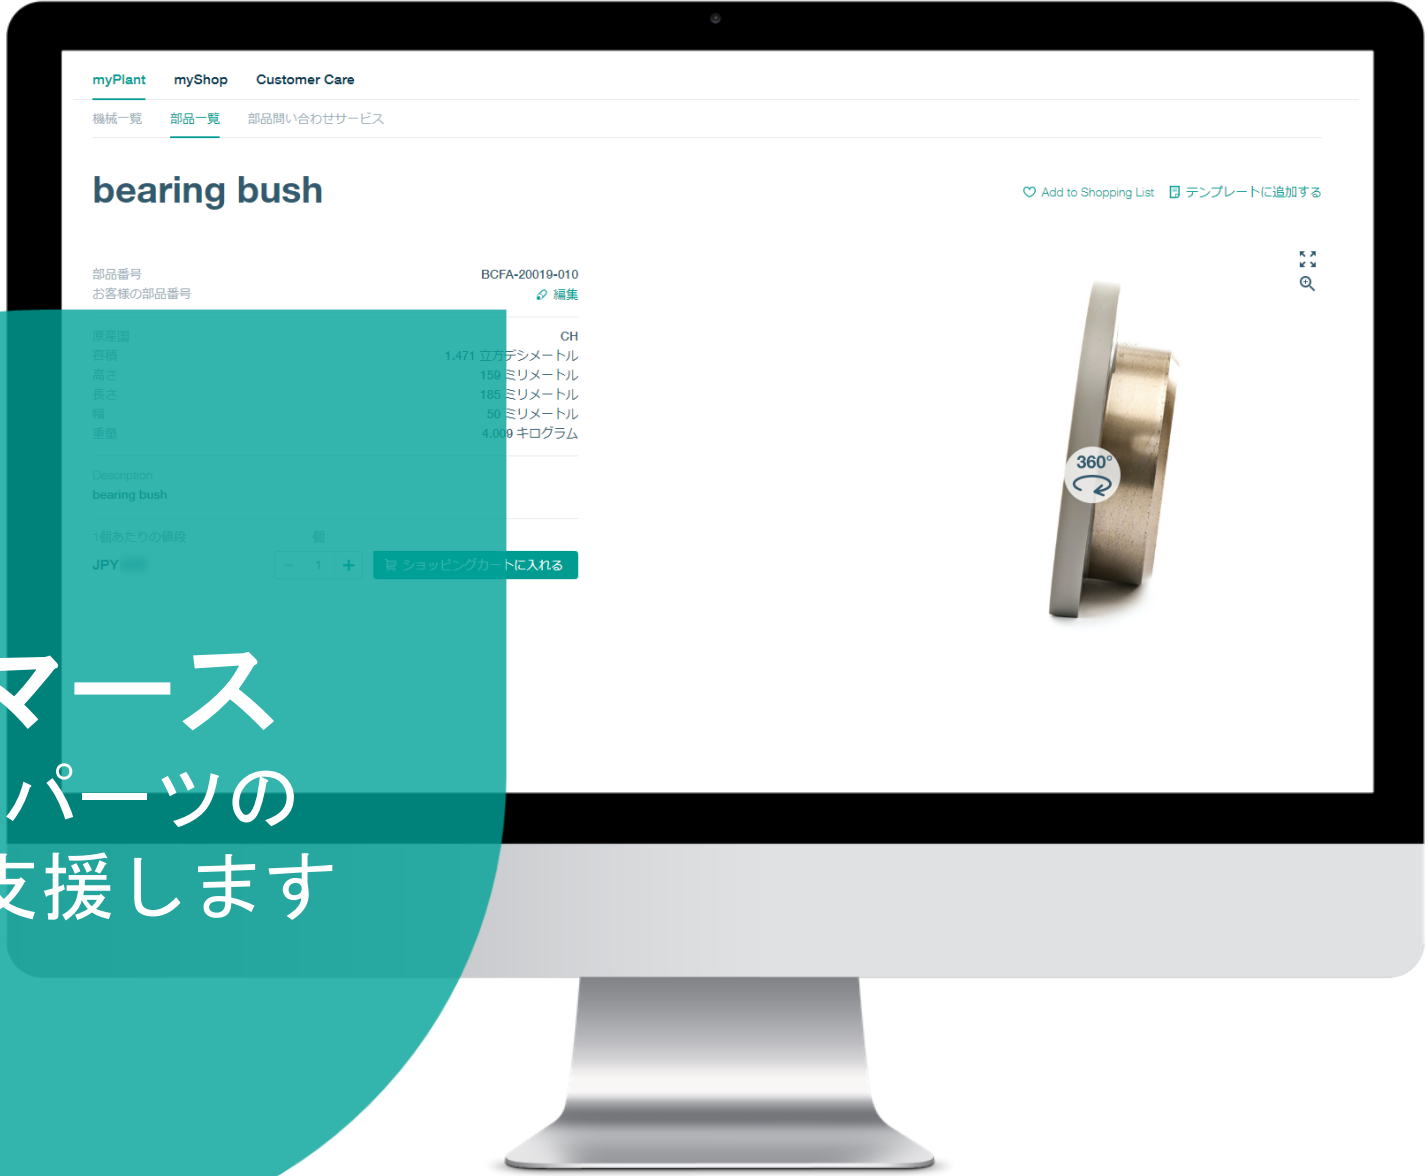 myPlant myShop Customer Care
機械一覧 部品一覧 部品問い合わせサービス
bearing bush
Add to Shopping List テンプレートに追加する
部品番号 BCFA-20019-010
お客様の部品番号 編集
原産国 CH
容積 1.471 立方デシメートル
高さ 159 ミリメートル
長さ 185 ミリメートル
幅 50 ミリメートル
重量 4.009 キログラム
Description
bearing bush
1個あたりの値段 個
JPY − 1 + ショッピングカートに入れる
360°
マース
パーツの
支援します